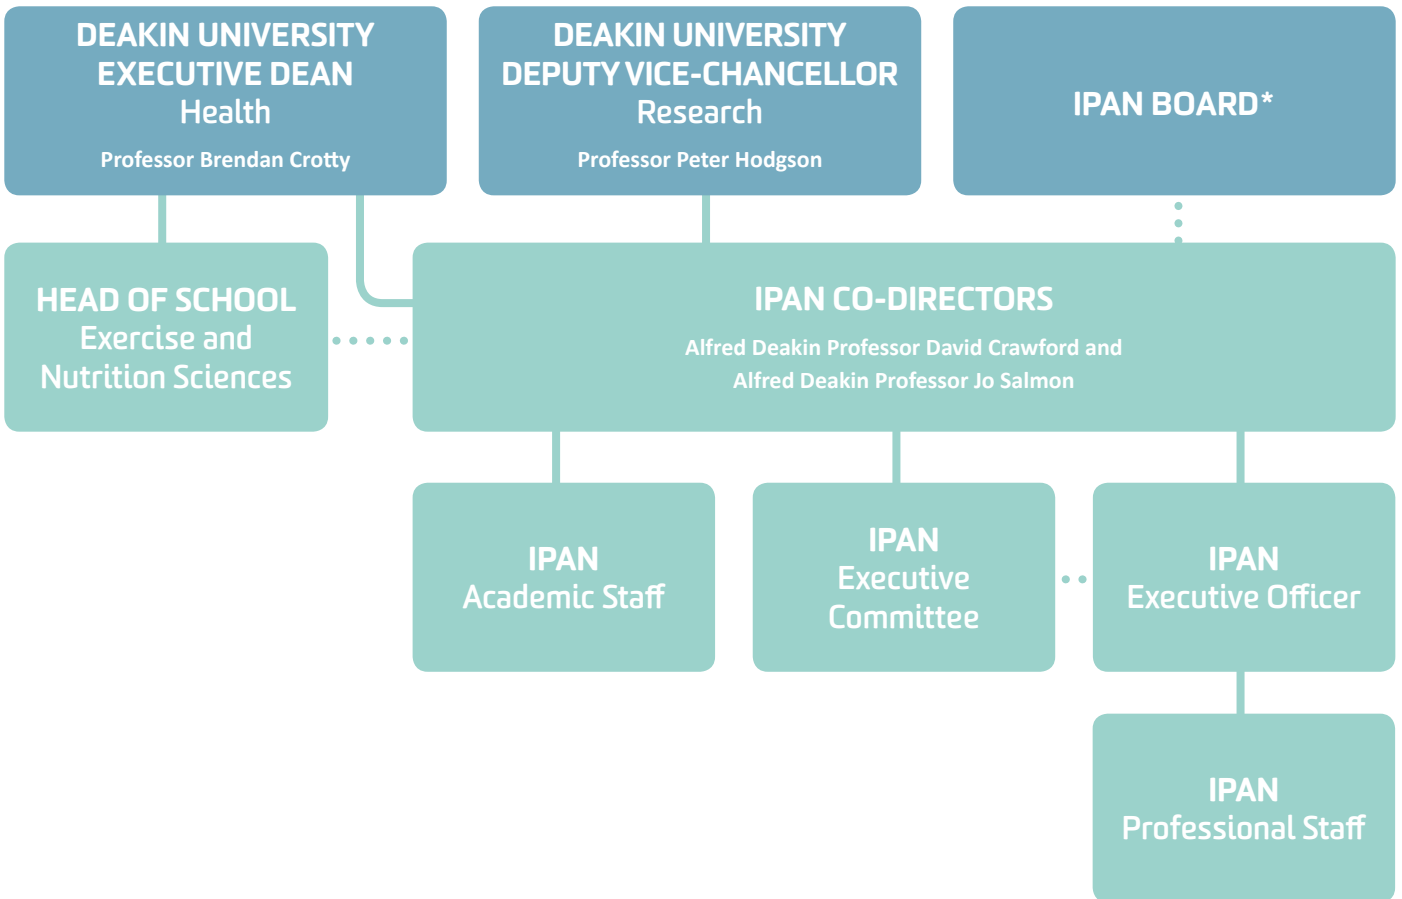 DEAKIN UNIVERSITY
EXECUTIVE DEAN
Health
Professor Brendan Crotty
DEAKIN UNIVERSITY
DEPUTY VICE-CHANCELLOR
Research
Professor Peter Hodgson
IPAN BOARD*
HEAD OF SCHOOL
Exercise and
Nutrition Sciences
IPAN CO-DIRECTORS
Alfred Deakin Professor David Crawford and
Alfred Deakin Professor Jo Salmon
IPAN
Academic Staff
IPAN
Executive
Committee
IPAN
Executive Officer
IPAN
Professional Staff